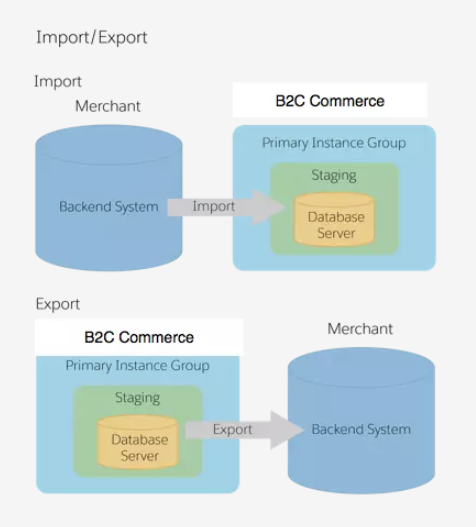 Import/Export
Import
Merchant
B2C Commerce
Primary Instance Group
Staging
Backend System
Import
Database
Server
Export
B2C Commerce
Merchant
Primary Instance Group
Staging
Database
Server
Export
Backend System